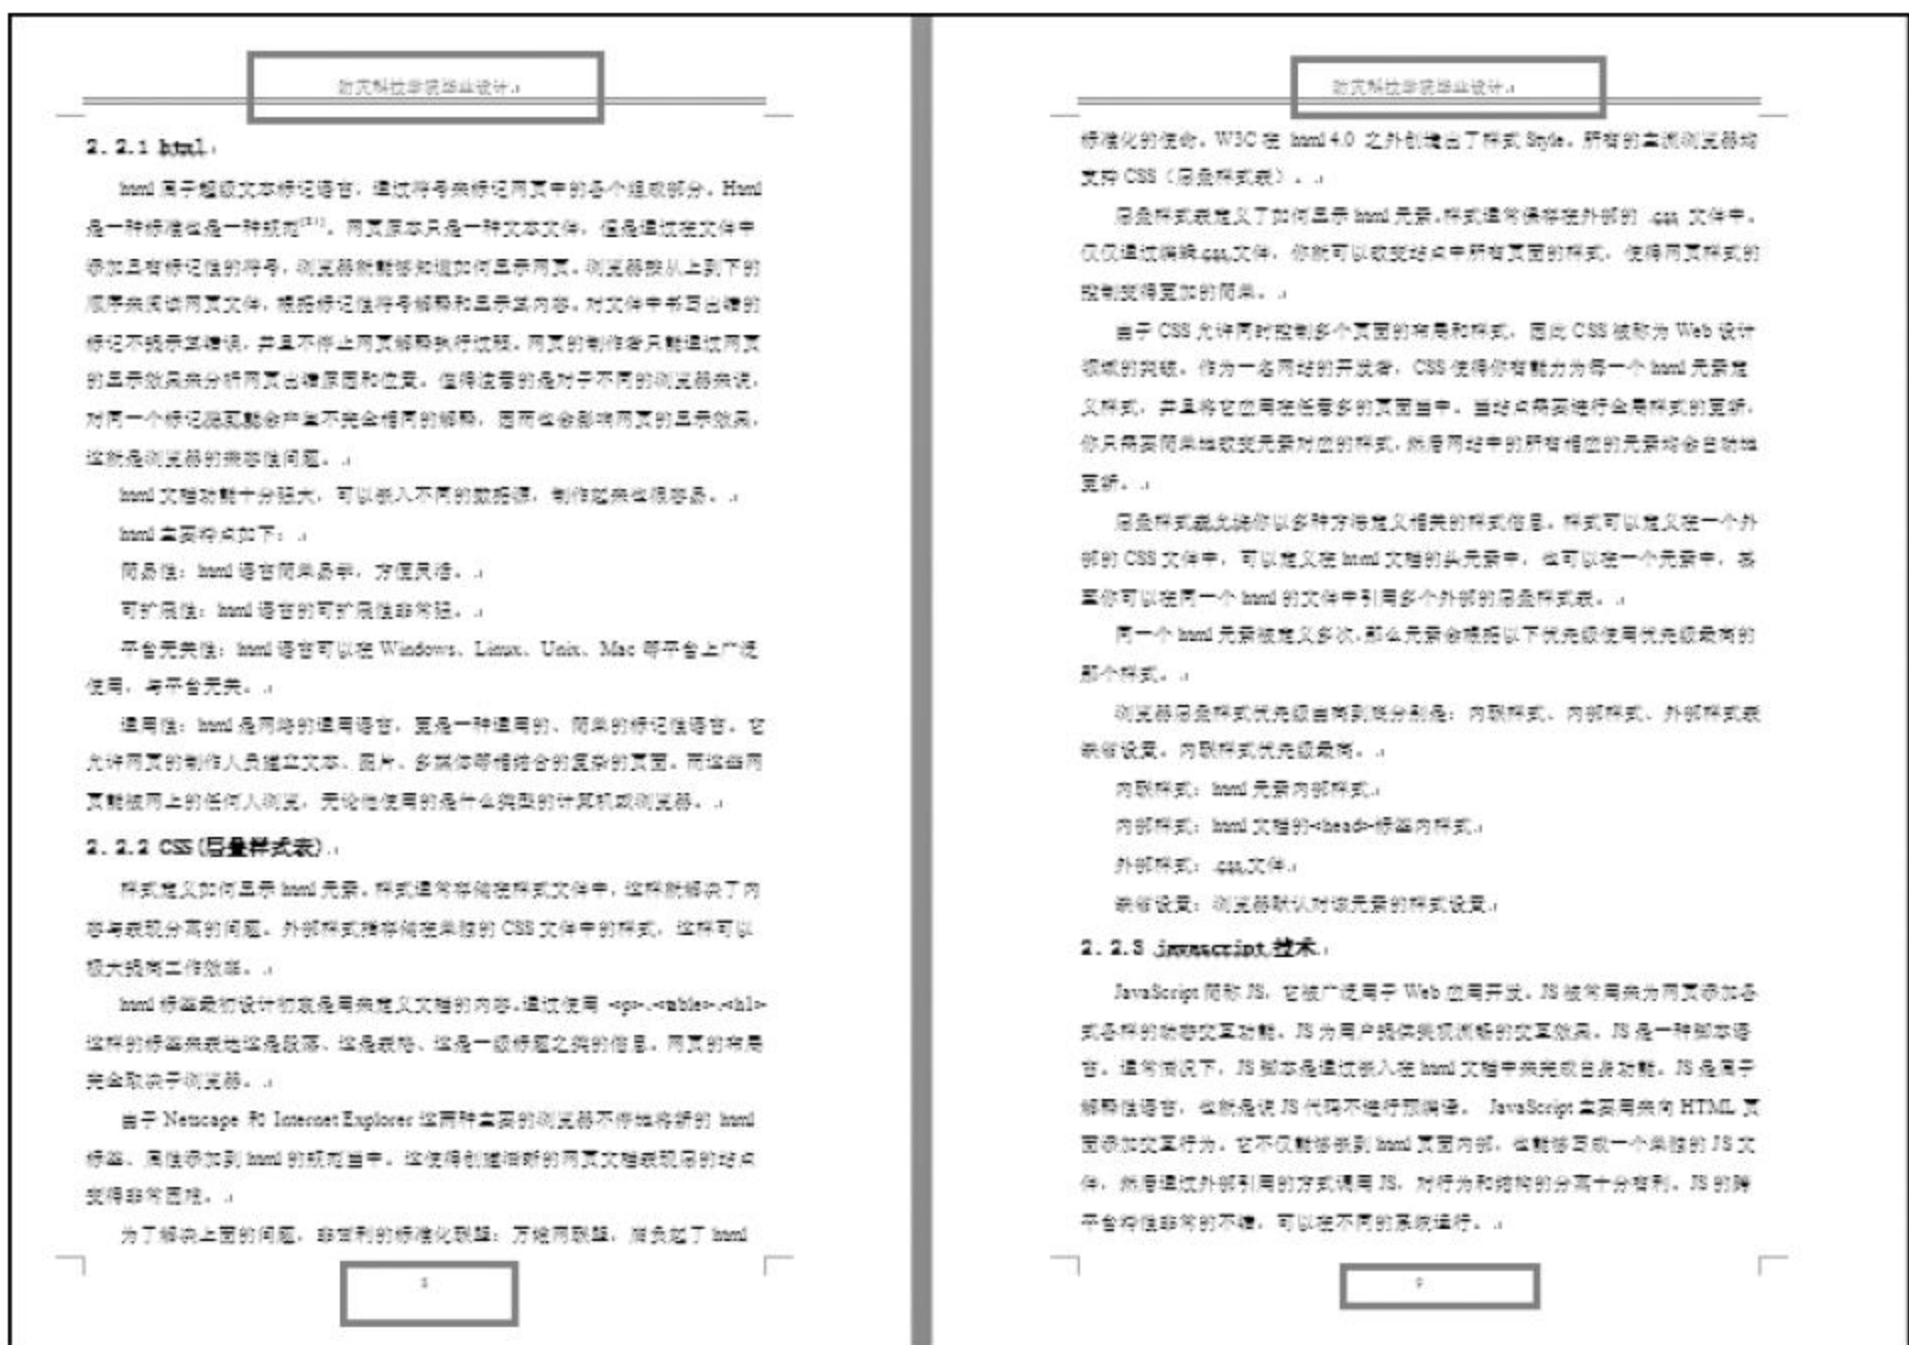 防灾科技学院毕业设计
2.2.1 html
html 属于超级文本标记语言，通过符号来标记网页中的各个组成部分。Html
是一种标准也是一种规范。网页原本只是一种文本文件，但是通过在文件中
添加具有标记性的符号，浏览器就能够知道如何显示网页。浏览器按从上到下的
顺序来阅读网页文件，根据标记性符号解释和显示其内容。对文件中书写出错的
标记不提示其错误，并且不停止网页解释执行过程。网页的制作者只能通过网页
的显示效果来分析网页出错原因和位置。值得注意的是对于不同的浏览器来说，
对同一个标记符可能会产生不完全相同的解释，因而也会影响网页的显示效果，
这就是浏览器的兼容性问题。
html 文档功能十分强大，可以嵌入不同的数据源，制作起来也很容易。
html 主要特点如下：
简易性：html 语言简单易学，方便灵活。
可扩展性：html 语言的可扩展性非常强。
平台无关性：html 语言可以在 Windows、Linux、Unix、Mac 等平台上广泛
使用，与平台无关。
通用性：html 是网络的通用语言，更是一种通用的、简单的标记性语言。它
允许网页的制作人员建立文本、图片、多媒体等相结合的复杂的页面。而这些网
页能被网上的任何人浏览，无论他使用的是什么类型的计算机或浏览器。
2.2.2 CSS(层叠样式表)
样式定义如何显示 html 元素。样式通常存储在样式文件中，这样就解决了内
容与表现分离的问题。外部样式指存储在单独的 CSS 文件中的样式，这样可以
极大提高工作效率。
html 标签最初设计初衷是用来定义文档的内容。通过使用 <p>、<table>、<h1>
这样的标签来表达这是段落、这是表格、这是一级标题之类的信息。网页的布局
完全取决于浏览器。
由于 Netscape 和 Internet Explorer 这两种主要的浏览器不停地将新的 html
标签、属性添加到 html 的规范当中。这使得创建清晰的网页文档表现层的站点
变得非常困难。
为了解决上面的问题，非营利的标准化联盟：万维网联盟，肩负起了 html
8
防灾科技学院毕业设计
标准化的使命。W3C 在 html 4.0 之外创造出了样式 Style。所有的主流浏览器均
支持 CSS（层叠样式表）。
层叠样式表定义了如何显示 html 元素。样式通常保存在外部的 .css 文件中。
仅仅通过编辑.css 文件，你就可以改变站点中所有页面的样式，使得网页样式的
控制变得更加的简单。
由于 CSS 允许同时控制多个页面的布局和样式，因此 CSS 被称为 Web 设计
领域的突破。作为一名网站的开发者，CSS 使得你有能力为每一个 html 元素定
义样式，并且将它应用在任意多的页面当中。当站点需要进行全局样式的更新，
你只需要简单地改变元素对应的样式，然后网站中的所有相应的元素均会自动地
更新。
层叠样式表允许你以多种方法定义相关的样式信息。样式可以定义在一个外
部的 CSS 文件中，可以定义在 html 文档的头元素中，也可以在一个元素中，甚
至你可以在同一个 html 的文件中引用多个外部的层叠样式表。
同一个 html 元素被定义多次，那么元素会根据以下优先级使用优先级最高的
那个样式。
浏览器层叠样式优先级由高到低分别是：内联样式、内部样式、外部样式表
缺省设置。内联样式优先级最高。
内联样式：html 元素内部样式
内部样式：html 文档的<head>标签内样式
外部样式：.css 文件
缺省设置：浏览器默认对该元素的样式设置
2.2.3 javascript 技术
JavaScript 简称 JS，它被广泛用于 Web 应用开发。JS 被常用来为网页添加各
式各样的动态交互功能。JS 为用户提供美观流畅的交互效果。JS 是一种脚本语
言。通常情况下，JS 脚本是通过嵌入在 html 文档中来完成自身功能。JS 是属于
解释性语言，也就是说 JS 代码不进行预编译。 JavaScript 主要用来向 HTML 页
面添加交互行为。它不仅能够嵌到 html 页面内部，也能够写成一个单独的 JS 文
件，然后通过外部引用的方式调用 JS，对行为和结构的分离十分有利。JS 的跨
平台特性非常的不错，可以在不同的系统运行。
9